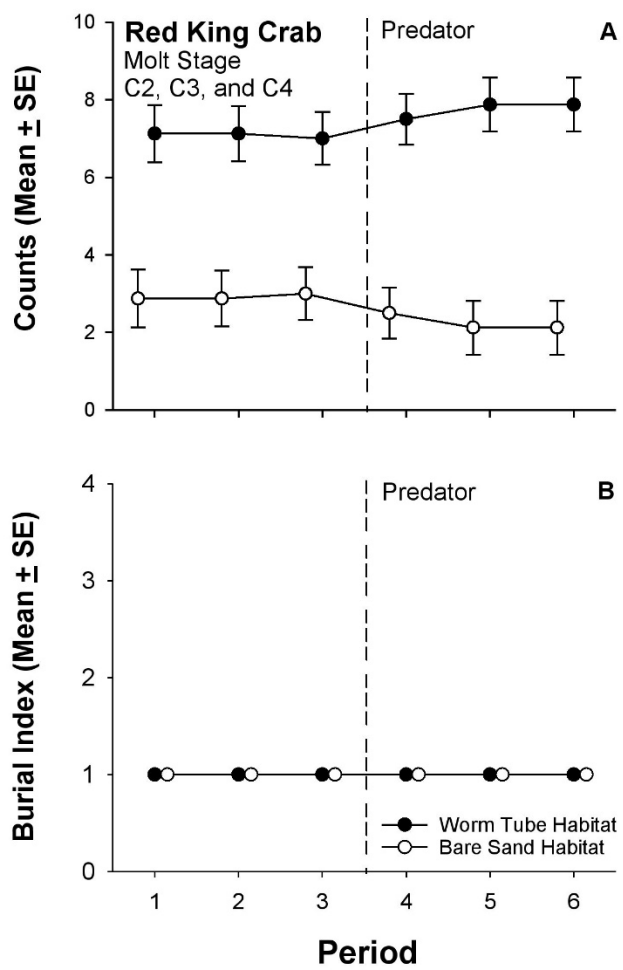 Red King Crab
Molt Stage
C2, C3, and C4
Predator
A
Counts (Mean ± SE)
10
8
6
4
2
0
Predator
B
Burial Index (Mean ± SE)
4
3
2
1
0
Worm Tube Habitat
Bare Sand Habitat
1 2 3 4 5 6
Period